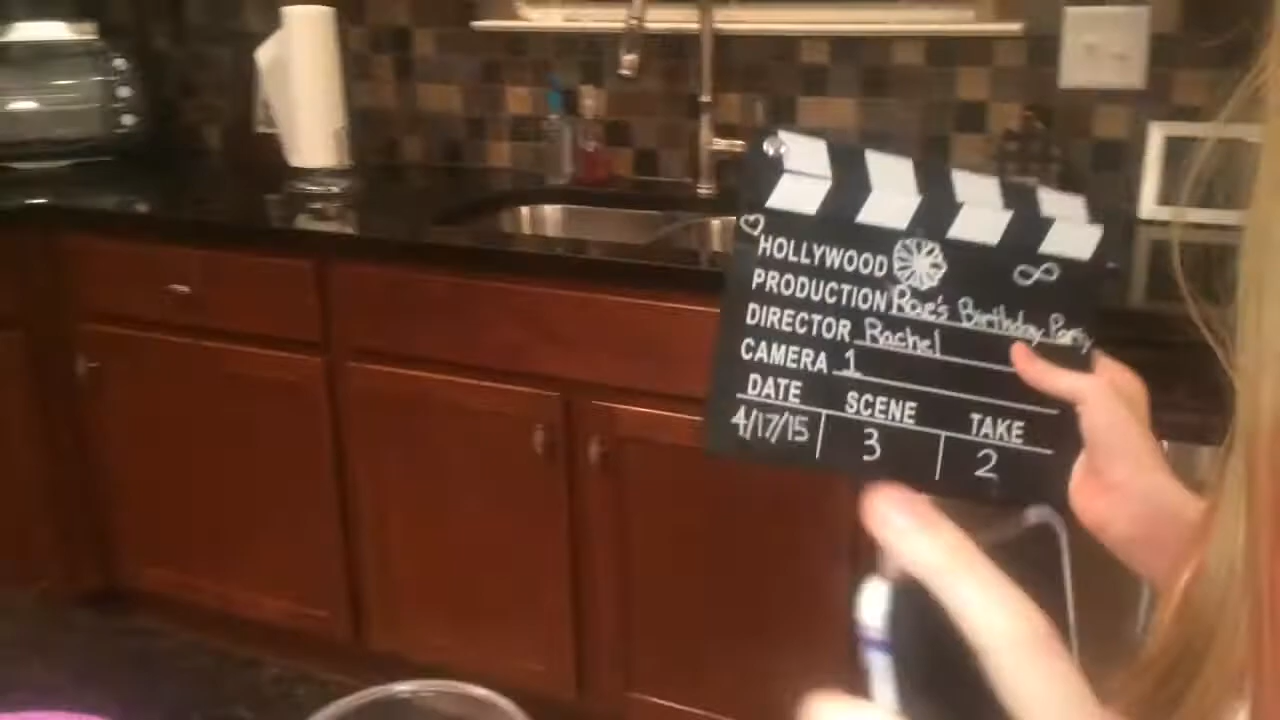 HOLLYWOOD
PRODUCTION Rae's Birthday Party
DIRECTOR Rachel
CAMERA 1
DATE SCENE TAKE
4/17/15 3 2